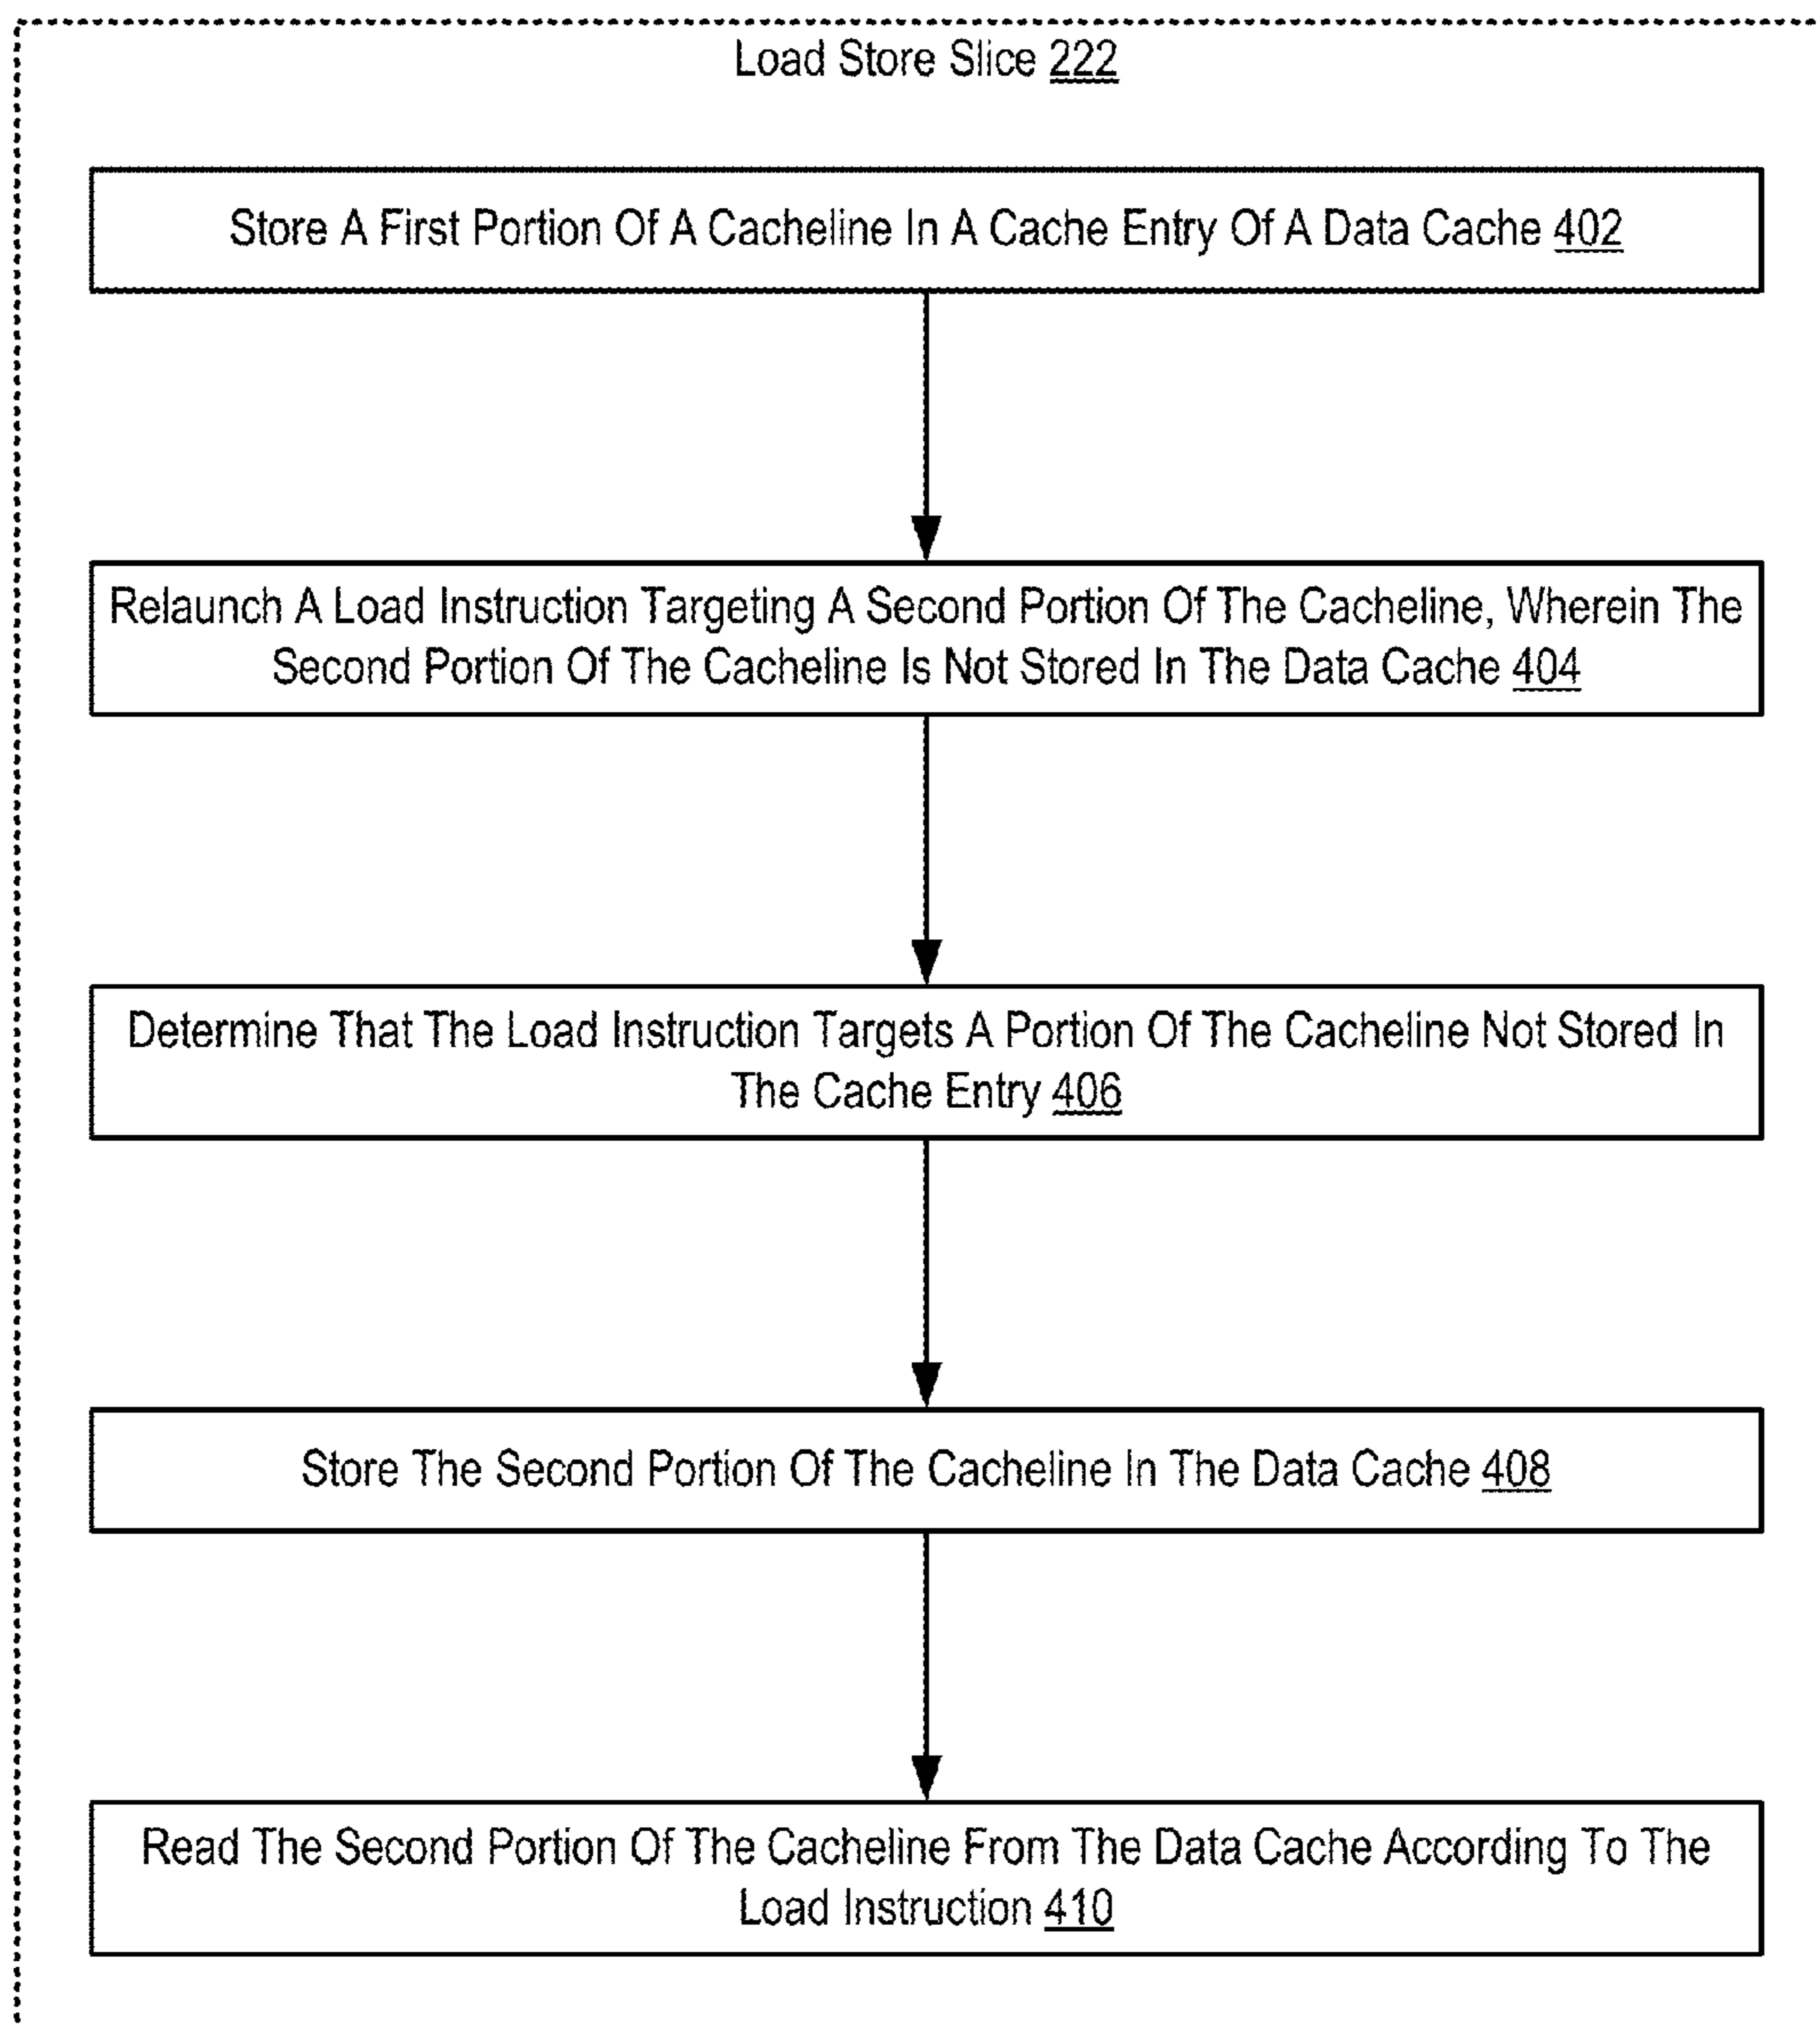 Load Store Slice 222
Store A First Portion Of A Cacheline In A Cache Entry Of A Data Cache 402
Relaunch A Load Instruction Targeting A Second Portion Of The Cacheline, Wherein The
Second Portion Of The Cacheline Is Not Stored In The Data Cache 404
Determine That The Load Instruction Targets A Portion Of The Cacheline Not Stored In
The Cache Entry 406
Store The Second Portion Of The Cacheline In The Data Cache 408
Read The Second Portion Of The Cacheline From The Data Cache According To The
Load Instruction 410